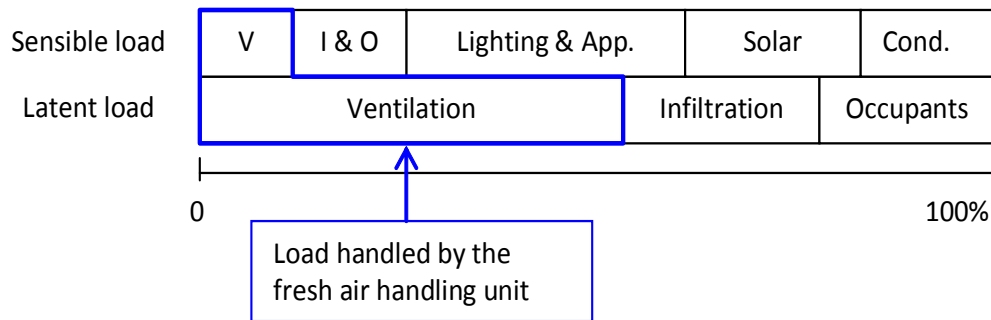 Sensible load V I & O Lighting & App. Solar Cond.
Latent load Ventilation Infiltration Occupants
0 100%
Load handled by the
fresh air handling unit